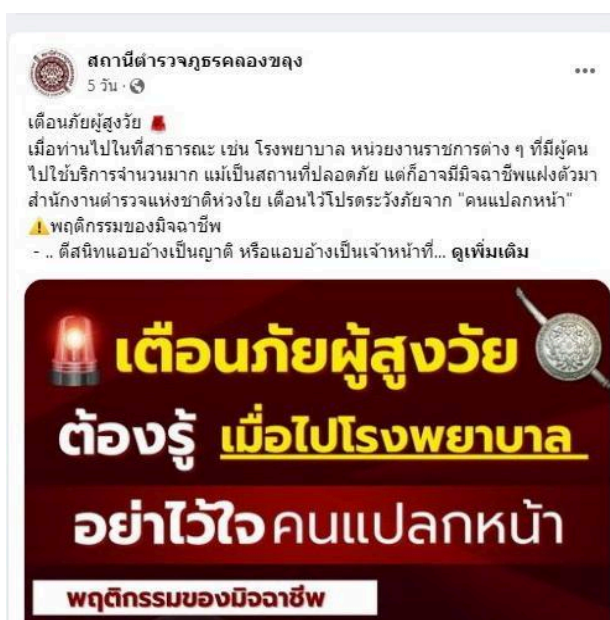 สถานีตำรวจภูธรคลองขลุง
5 วัน ·
เตือนภัยผู้สูงวัย
เมื่อท่านไปในที่สาธารณะ เช่น โรงพยาบาล หน่วยงานราชการต่าง ๆ ที่มีผู้คน
ไปใช้บริการจำนวนมาก แม้เป็นสถานที่ปลอดภัย แต่ก็อาจมีมิจฉาชีพแฝงตัวมา
สำนักงานตำรวจแห่งชาติห่วงใย เตือนไว้โปรดระวังภัยจาก "คนแปลกหน้า"
⚠️พฤติกรรมของมิจฉาชีพ
- .. ตีสนิทแอบอ้างเป็นญาติ หรือแอบอ้างเป็นเจ้าหน้าที่... ดูเพิ่มเติม
เตือนภัยผู้สูงวัย
ต้องรู้ เมื่อไปโรงพยาบาล
อย่าไว้ใจคนแปลกหน้า
พฤติกรรมของมิจฉาชีพ